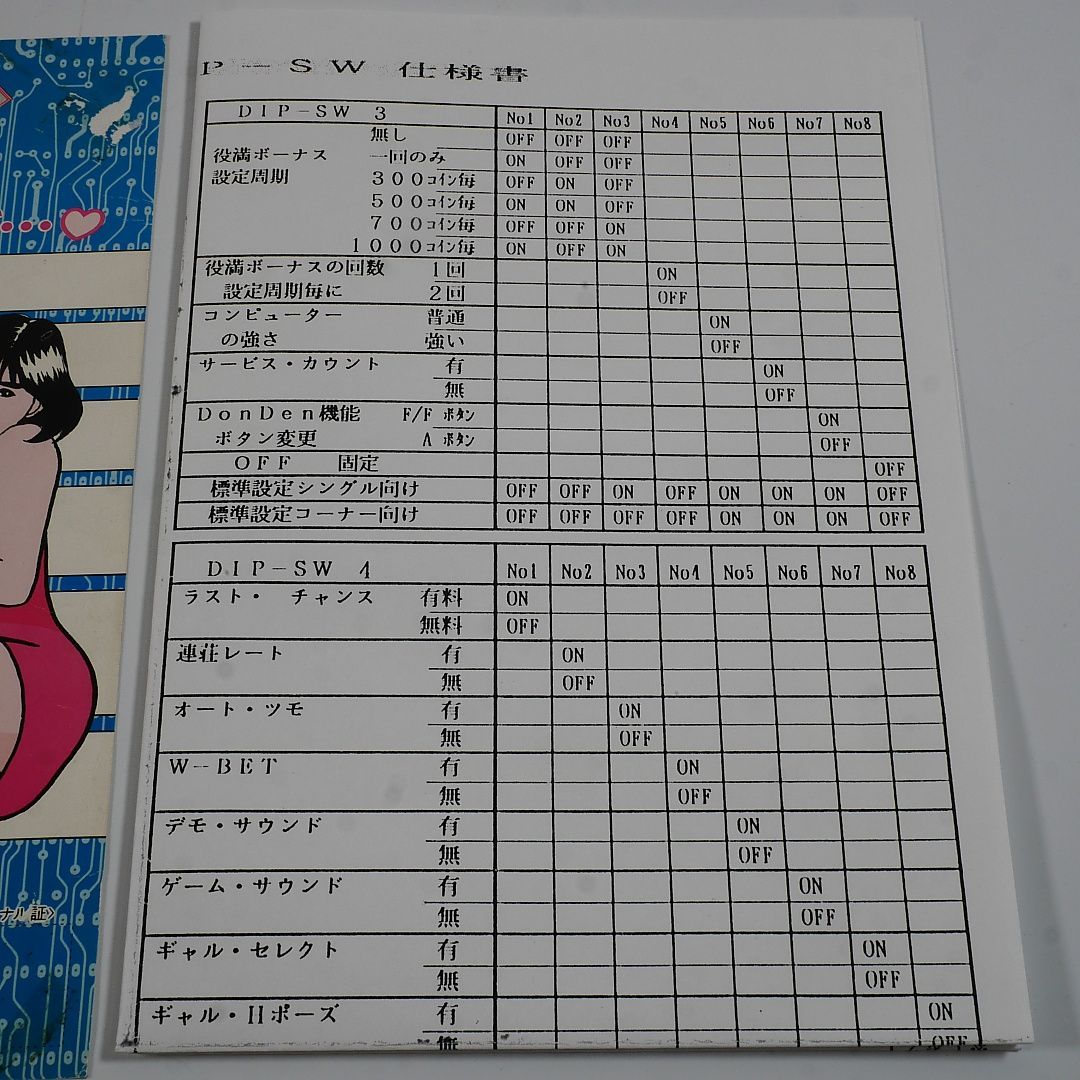 P－SW 仕様書
DIP－SW 3 No1 No2 No3 No4 No5 No6 No7 No8
無し OFF OFF OFF
役満ボーナス 一回のみ ON OFF OFF
設定周期 300ｺｲﾝ毎 OFF ON OFF
500ｺｲﾝ毎 ON ON OFF
700ｺｲﾝ毎 OFF OFF ON
1000ｺｲﾝ毎 ON OFF ON
役満ボーナスの回数 1回 ON
設定周期毎に 2回 OFF
コンピューター 普通 ON
の強さ 強い OFF
サービス・カウント 有 ON
無 OFF
DonDen機能 F/F ﾎﾞﾀﾝ ON
ボタン変更 A ﾎﾞﾀﾝ OFF
OFF 固定 OFF
標準設定シングル向け OFF OFF ON OFF ON ON ON OFF
標準設定コーナー向け OFF OFF OFF OFF ON ON ON OFF
DIP－SW 4 No1 No2 No3 No4 No5 No6 No7 No8
ラスト・ チャンス 有料 ON
無料 OFF
連荘レート 有 ON
無 OFF
オート・ツモ 有 ON
無 OFF
W－BET 有 ON
無 OFF
デモ・サウンド 有 ON
無 OFF
ゲーム・サウンド 有 ON
無 OFF
ギャル・セレクト 有 ON
無 OFF
ギャル・Hポーズ 有 ON
無 OFF
ナル証〉